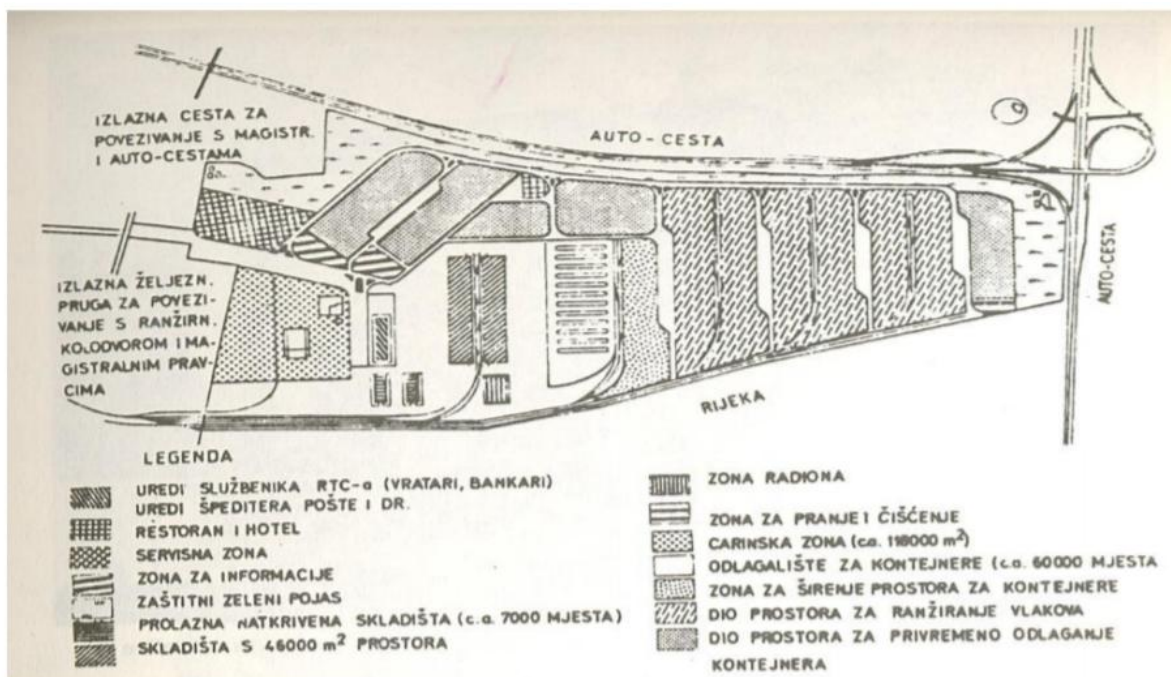 IZLAZNA CESTA ZA
POVEZIVANJE S MAGISTR.
I AUTO-CESTAMA
AUTO-CESTA
AUTO-CESTA
IZLAZNA ŽELJEZN.
PRUGA ZA POVEZI-
VANJE S RANŽIRN.
KOLODVOROM I MA-
GISTRALNIM PRAV-
CIMA
RIJEKA
LEGENDA
UREDI SLUŽBENIKA RTC-a (VRATARI, BANKARI)
UREDI ŠPEDITERA POŠTE I DR.
RESTORAN I HOTEL
SERVISNA ZONA
ZONA ZA INFORMACIJE
ZAŠTITNI ZELENI POJAS
PROLAZNA NATKRIVENA SKLADIŠTA (c.a. 7000 MJESTA)
SKLADIŠTA S 46000 m² PROSTORA
ZONA RADIONA
ZONA ZA PRANJE I ČIŠĆENJE
CARINSKA ZONA (ca. 118000 m²)
ODLAGALIŠTE ZA KONTEJNERE (c.a. 60000 MJESTA
ZONA ZA ŠIRENJE PROSTORA ZA KONTEJNERE
DIO PROSTORA ZA RANŽIRANJE VLAKOVA
DIO PROSTORA ZA PRIVREMENO ODLAGANJE
KONTEJNERA